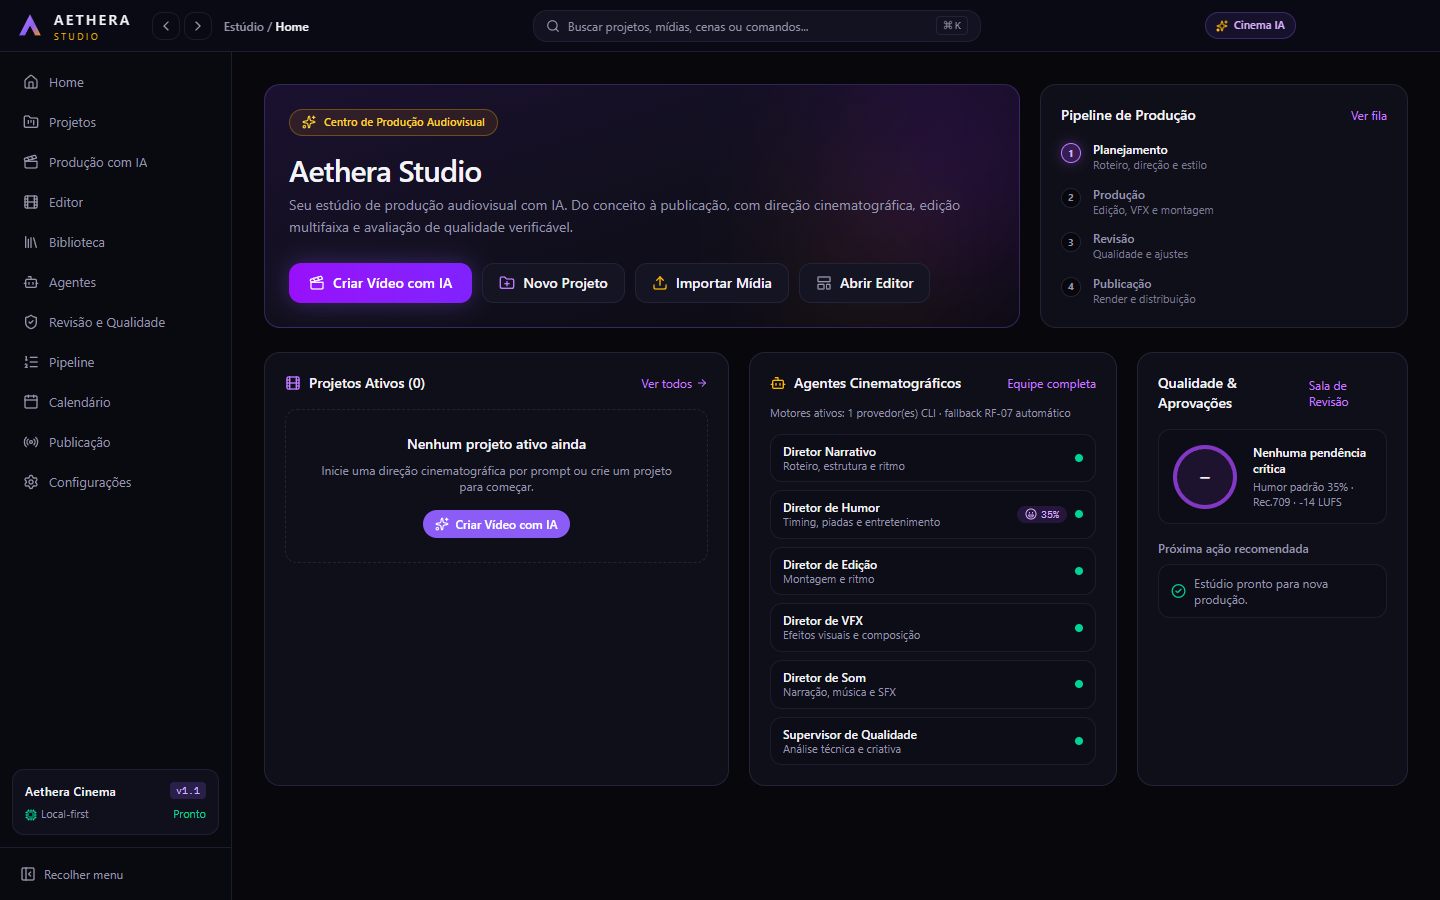 AETHERA
STUDIO
Estúdio / Home
Buscar projetos, mídias, cenas ou comandos...
⌘K
Cinema IA
Home
Projetos
Produção com IA
Editor
Biblioteca
Agentes
Revisão e Qualidade
Pipeline
Calendário
Publicação
Configurações
Aethera Cinema
v1.1
Local-first
Pronto
Recolher menu
Centro de Produção Audiovisual
Aethera Studio
Seu estúdio de produção audiovisual com IA. Do conceito à publicação, com direção cinematográfica, edição
multifaixa e avaliação de qualidade verificável.
Criar Vídeo com IA
Novo Projeto
Importar Mídia
Abrir Editor
Pipeline de Produção
Ver fila
1
Planejamento
Roteiro, direção e estilo
2
Produção
Edição, VFX e montagem
3
Revisão
Qualidade e ajustes
4
Publicação
Render e distribuição
Projetos Ativos (0)
Ver todos →
Nenhum projeto ativo ainda
Inicie uma direção cinematográfica por prompt ou crie um projeto
para começar.
Criar Vídeo com IA
Agentes Cinematográficos
Equipe completa
Motores ativos: 1 provedor(es) CLI · fallback RF-07 automático
Diretor Narrativo
Roteiro, estrutura e ritmo
Diretor de Humor
Timing, piadas e entretenimento
35%
Diretor de Edição
Montagem e ritmo
Diretor de VFX
Efeitos visuais e composição
Diretor de Som
Narração, música e SFX
Supervisor de Qualidade
Análise técnica e criativa
Qualidade &
Aprovações
Sala de
Revisão
–
Nenhuma pendência
crítica
Humor padrão 35% ·
Rec.709 · -14 LUFS
Próxima ação recomendada
Estúdio pronto para nova
produção.